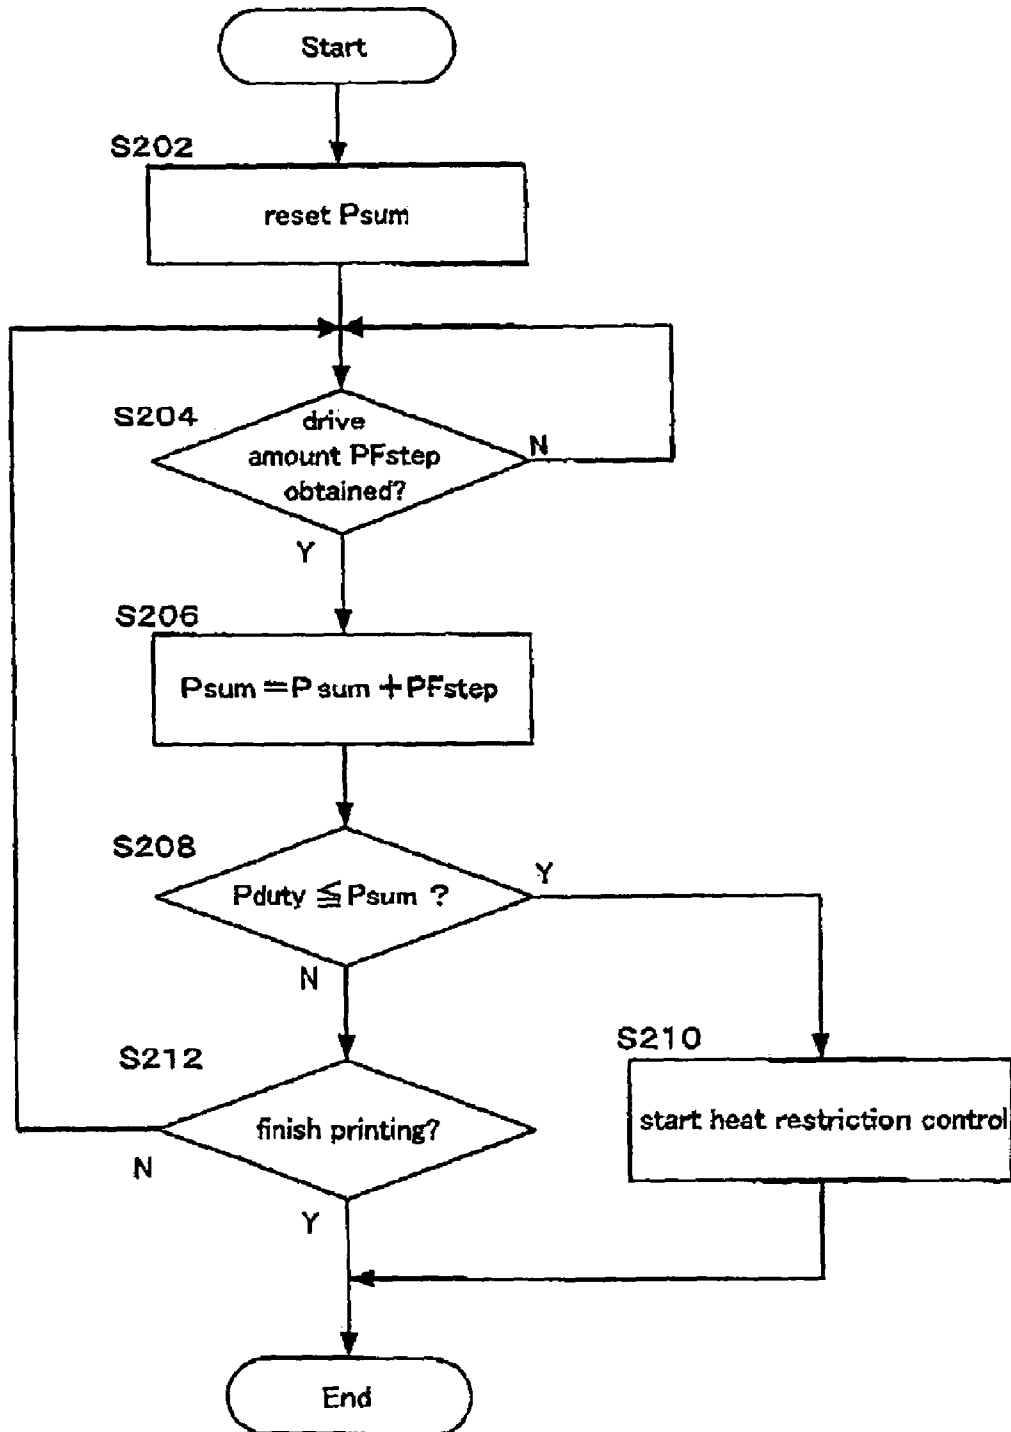 Start
S202
reset Psum
S204
drive
amount PFstep
obtained?
N
Y
S206
Psum=Psum+PFstep
S208
Pduty ≦ Psum ?
Y
N
S210
start heat restriction control
S212
finish printing?
N
Y
End